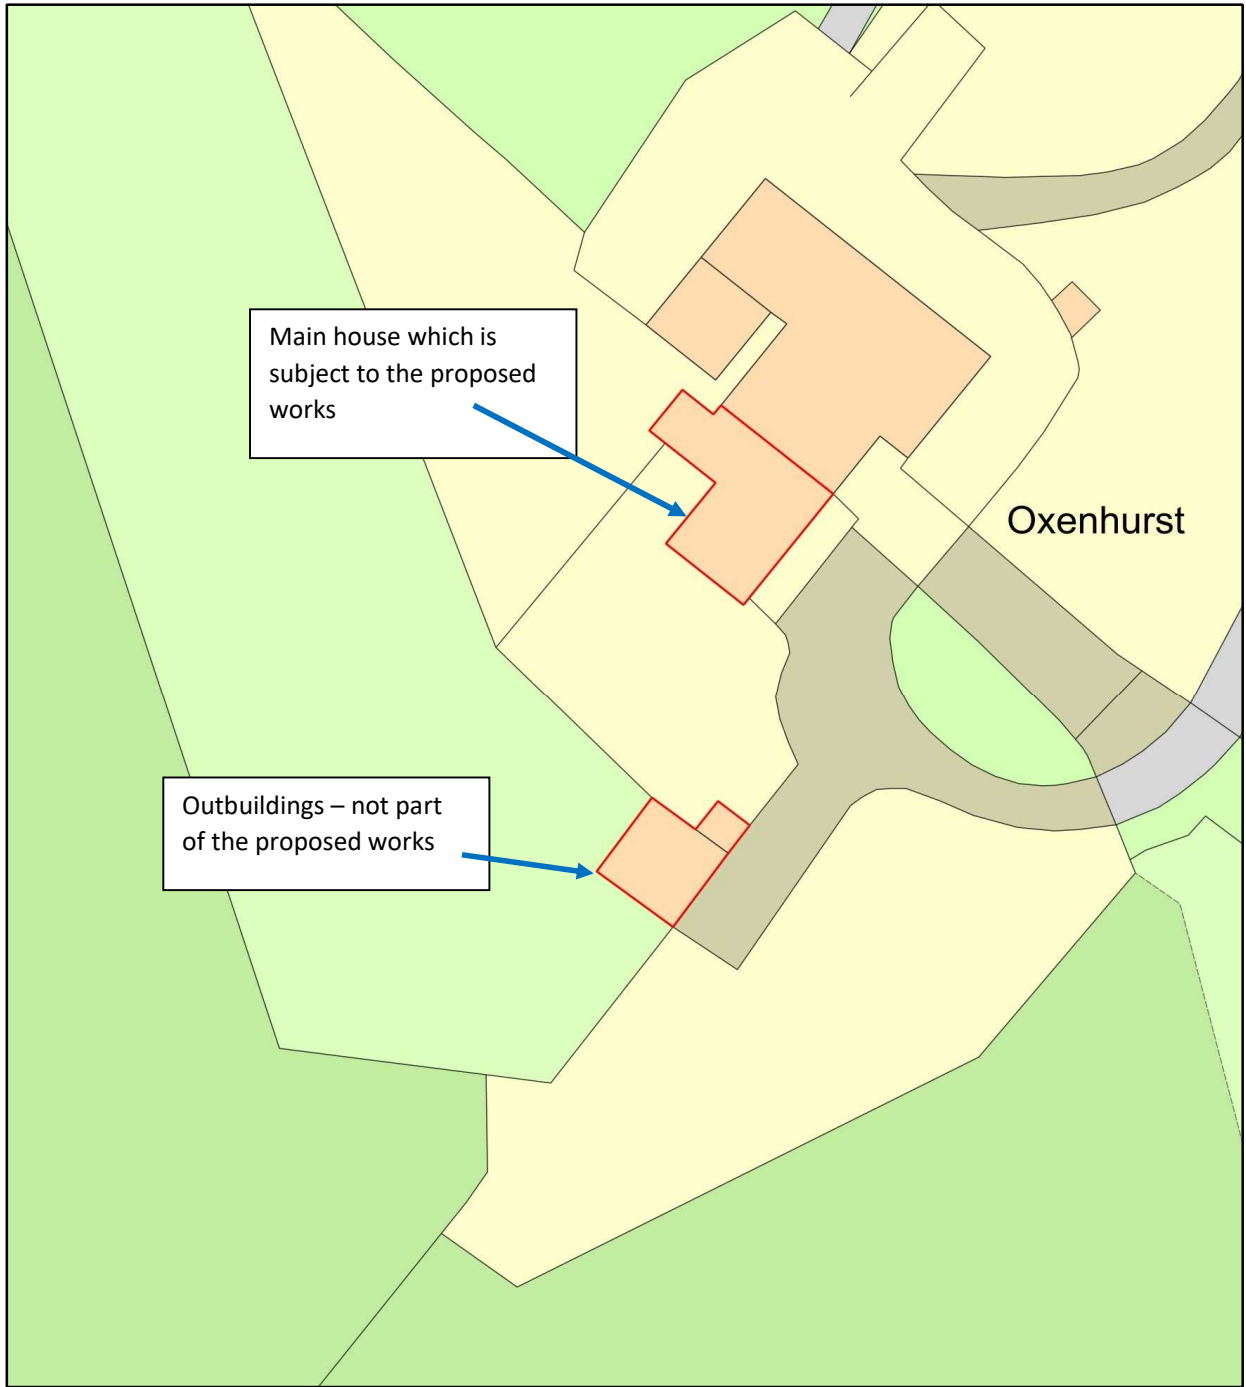 Main house which is
subject to the proposed
works
Oxenhurst
Outbuildings – not part
of the proposed works